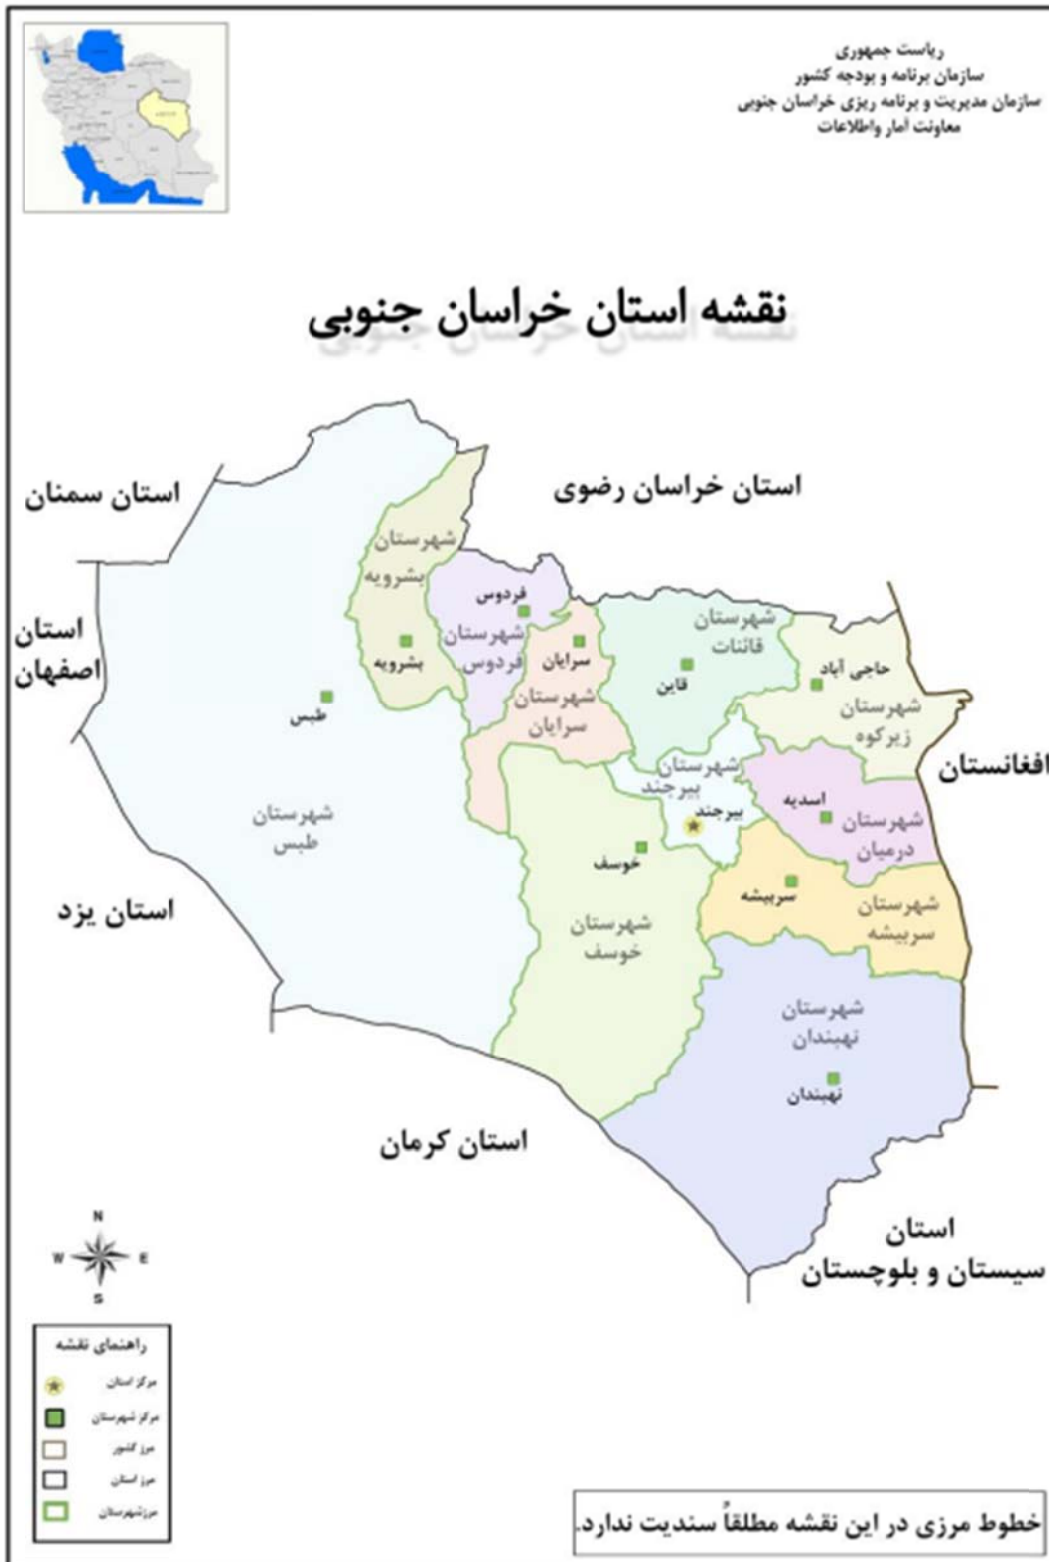 ریاست جمهوری
سازمان برنامه و بودجه کشور
سازمان مدیریت و برنامه ریزی خراسان جنوبی
معاونت آمار واطلاعات
نقشه استان خراسان جنوبی
استان خراسان رضوی
استان سمنان
استان
اصفهان
شهرستان
بشرویه
بشرویه
فردوس
شهرستان
فردوس
سرایان
شهرستان
سرایان
شهرستان
قائنات
قاین
حاجی آباد
شهرستان
زیرکوه
افغانستان
طبس
شهرستان
طبس
شهرستان
بیرجند
بیرجند
اسدیه
شهرستان
درمیان
خوسف
شهرستان
خوسف
سربیشه
شهرستان
سربیشه
استان یزد
شهرستان
نهبندان
نهبندان
استان کرمان
استان
سیستان و بلوچستان
N
W E
S
راهنمای نقشه
مرکز استان
مرکز شهرستان
مرز کشور
مرز استان
مرزشهرستان
خطوط مرزی در این نقشه مطلقاً سندیت ندارد.